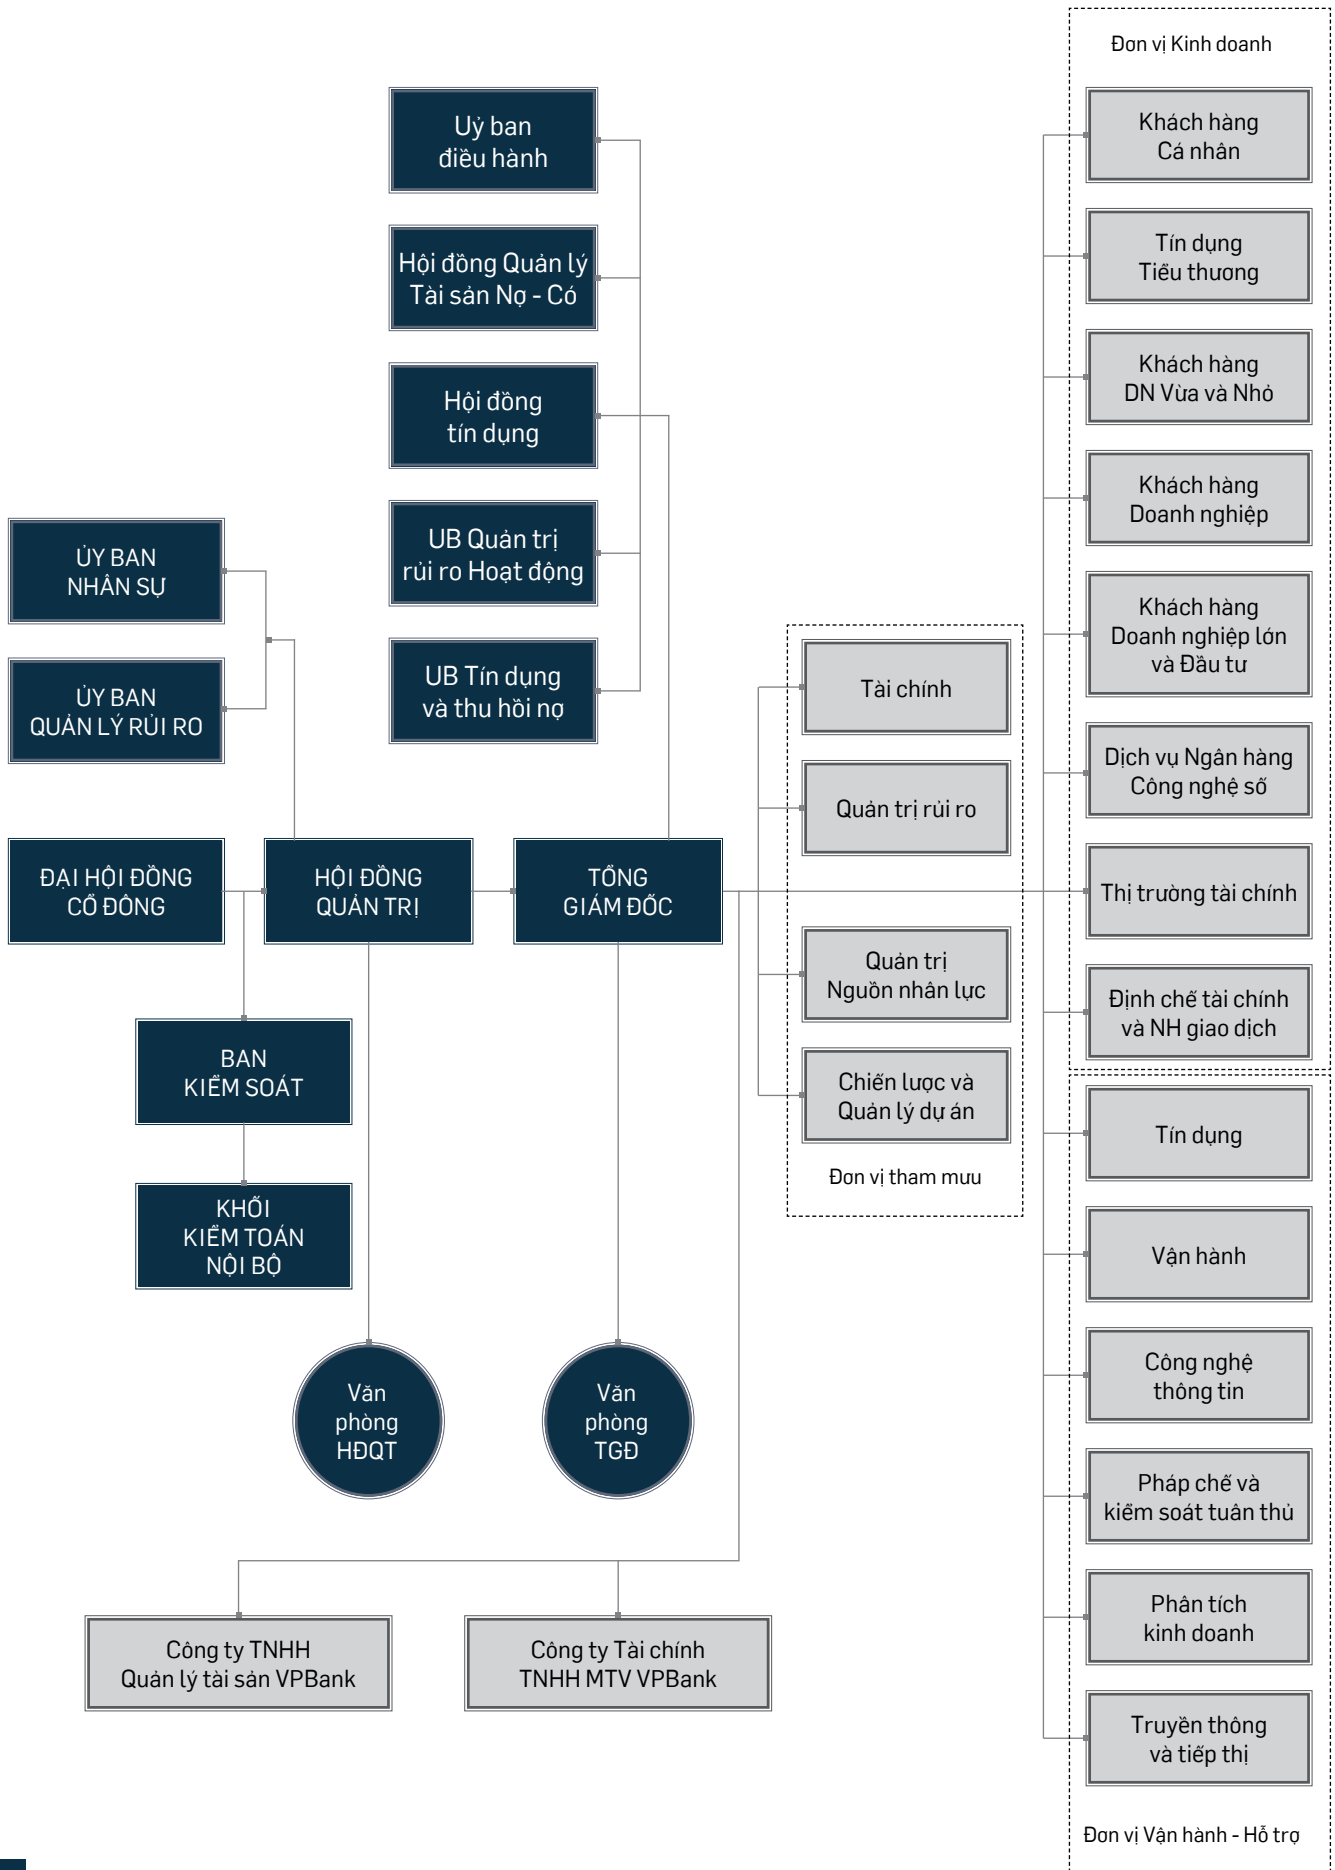 Đơn vị Kinh doanh
Uỷ ban
điều hành
Hội đồng Quản lý
Tài sản Nợ - Có
Hội đồng
tín dụng
UB Quản trị
rủi ro Hoạt động
UB Tín dụng
và thu hồi nợ
ỦY BAN
NHÂN SỰ
ỦY BAN
QUẢN LÝ RỦI RO
ĐẠI HỘI ĐỒNG
CỔ ĐÔNG
HỘI ĐỒNG
QUẢN TRỊ
TỔNG
GIÁM ĐỐC
BAN
KIỂM SOÁT
KHỐI
KIỂM TOÁN
NỘI BỘ
Văn
phòng
HĐQT
Văn
phòng
TGĐ
Công ty TNHH
Quản lý tài sản VPBank
Công ty Tài chính
TNHH MTV VPBank
Tài chính
Quản trị rủi ro
Quản trị
Nguồn nhân lực
Chiến lược và
Quản lý dự án
Đơn vị tham mưu
Khách hàng
Cá nhân
Tín dụng
Tiểu thương
Khách hàng
DN Vừa và Nhỏ
Khách hàng
Doanh nghiệp
Khách hàng
Doanh nghiệp lớn
và Đầu tư
Dịch vụ Ngân hàng
Công nghệ số
Thị trường tài chính
Định chế tài chính
và NH giao dịch
Tín dụng
Vận hành
Công nghệ
thông tin
Pháp chế và
kiểm soát tuân thủ
Phân tích
kinh doanh
Truyền thông
và tiếp thị
Đơn vị Vận hành - Hỗ trợ